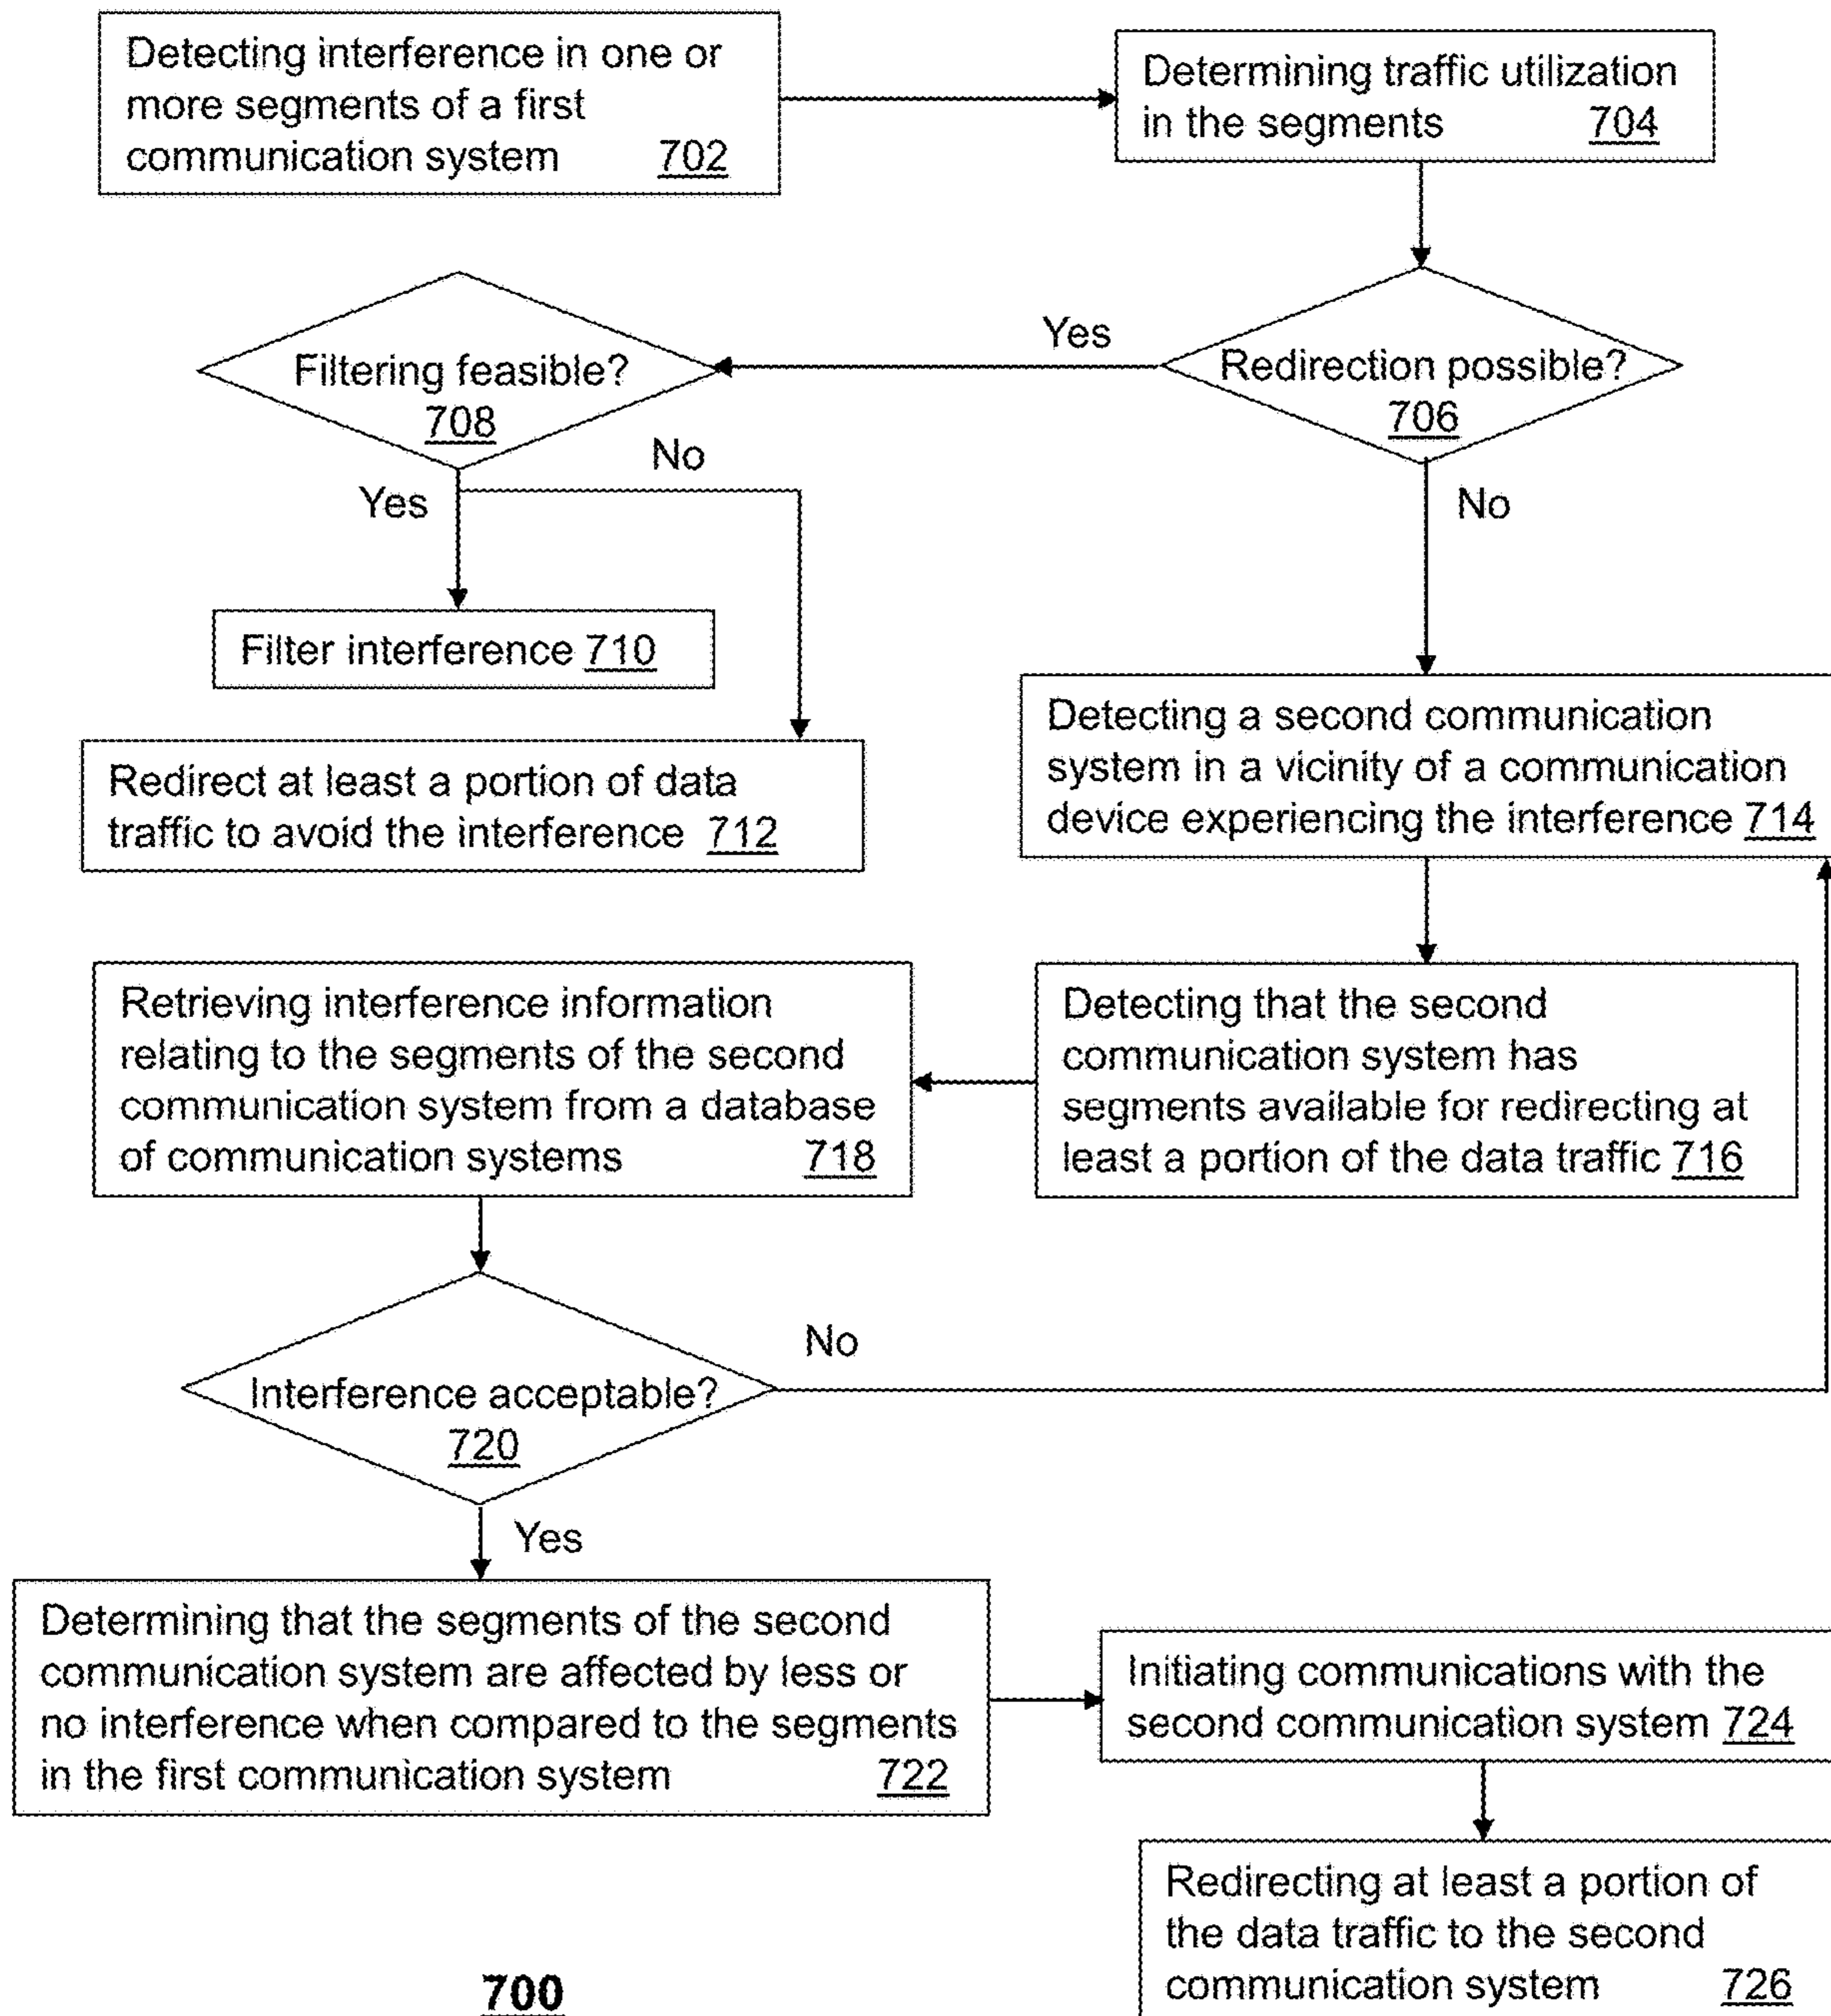 Detecting interference in one or
more segments of a first
communication system 702
Determining traffic utilization
in the segments 704
Redirection possible?
706
Yes
No
Filtering feasible?
708
Yes
No
Filter interference 710
Redirect at least a portion of data
traffic to avoid the interference 712
Detecting a second communication
system in a vicinity of a communication
device experiencing the interference 714
Detecting that the second
communication system has
segments available for redirecting at
least a portion of the data traffic 716
Retrieving interference information
relating to the segments of the second
communication system from a database
of communication systems 718
Interference acceptable?
720
No
Yes
Determining that the segments of the second
communication system are affected by less or
no interference when compared to the segments
in the first communication system 722
Initiating communications with the
second communication system 724
Redirecting at least a portion of
the data traffic to the second
communication system 726
700